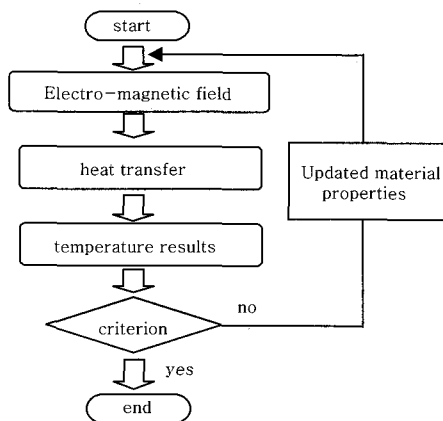 start
Electro-magnetic field
heat transfer
Updated material
properties
temperature results
no
criterion
yes
end